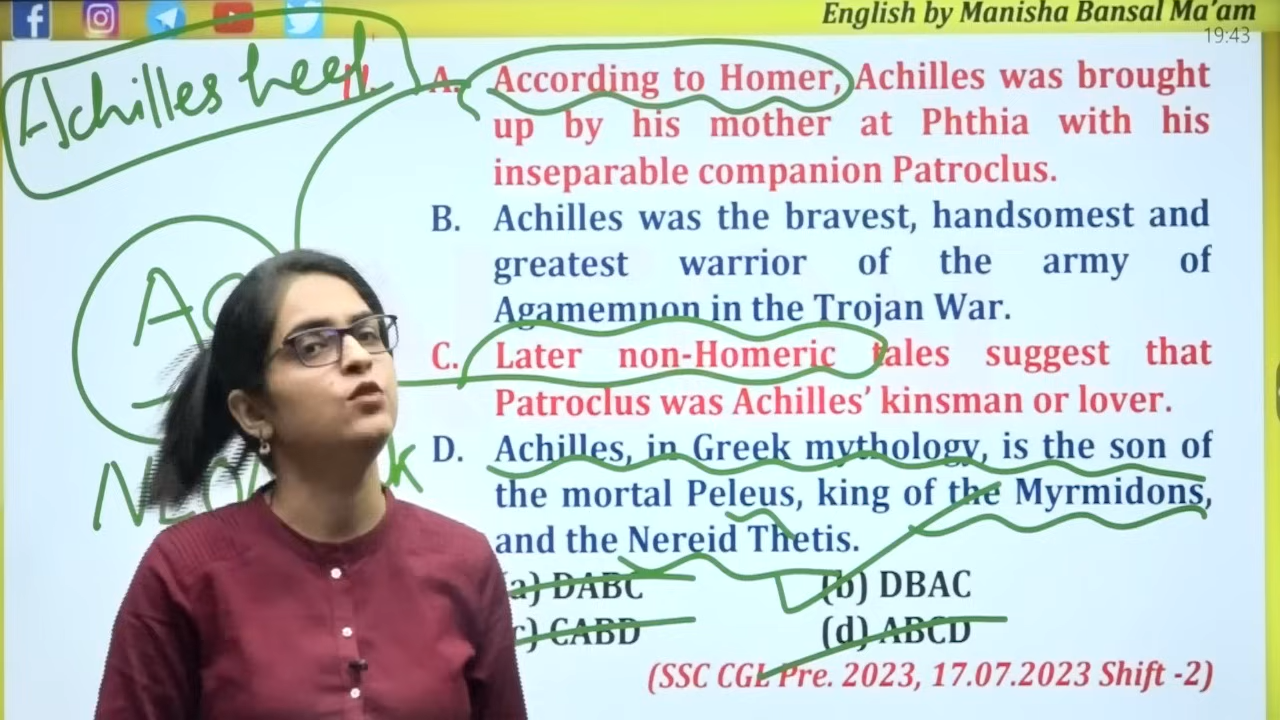 English by Manisha Bansal Ma'am
19:43
Achilles heel
A. According to Homer, Achilles was brought
up by his mother at Phthia with his
inseparable companion Patroclus.
B. Achilles was the bravest, handsomest and
greatest warrior of the army of
Agamemnon in the Trojan War.
C. Later non-Homeric tales suggest that
Patroclus was Achilles' kinsman or lover.
D. Achilles, in Greek mythology, is the son of
the mortal Peleus, king of the Myrmidons,
and the Nereid Thetis.
a) DABC (b) DBAC
c) CABD (d) ABCD
(SSC CGL Pre. 2023, 17.07.2023 Shift -2)